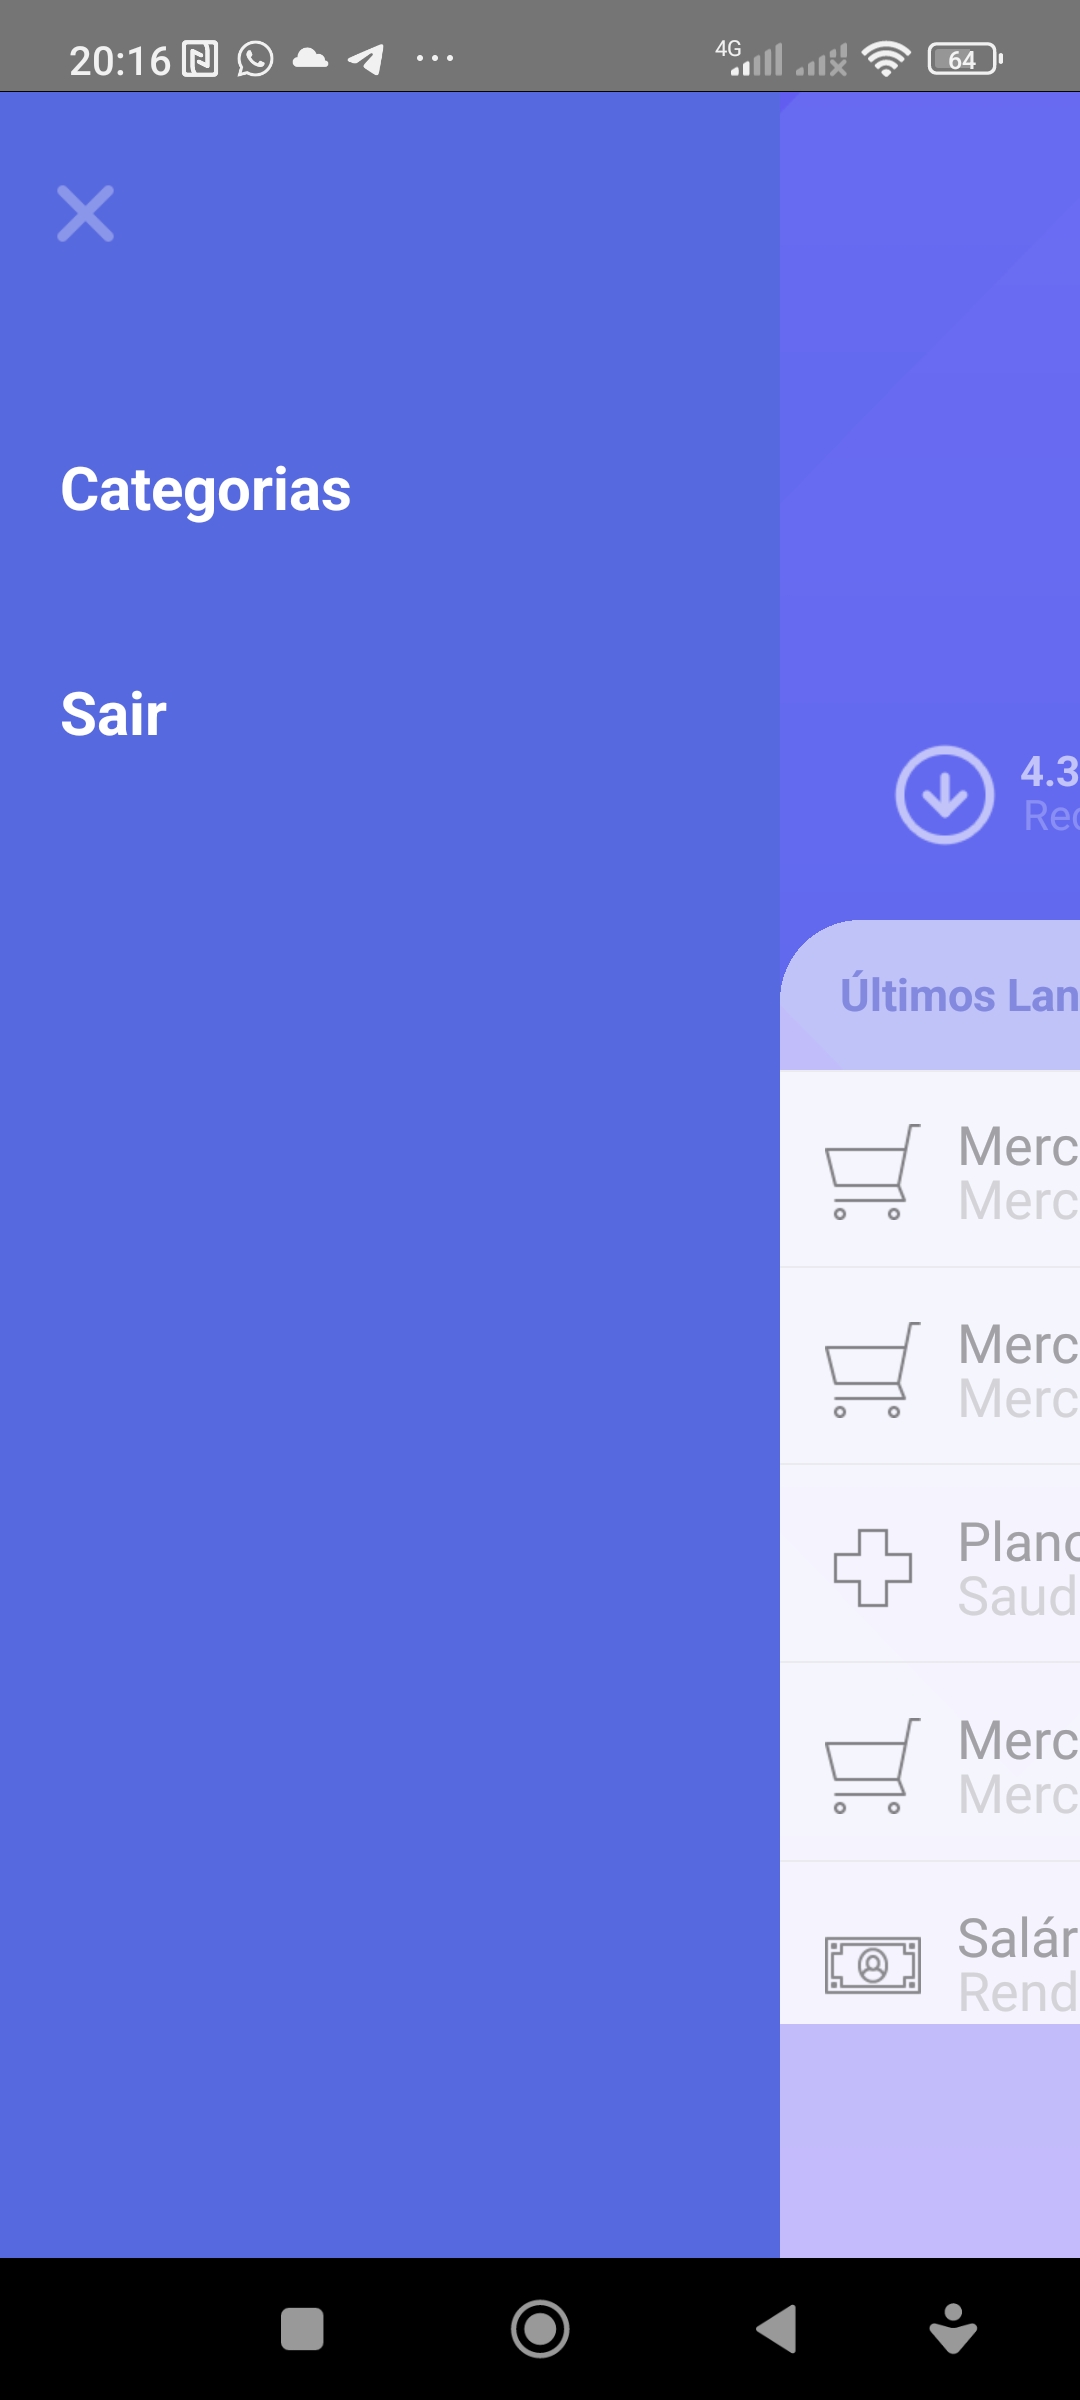 20:16
4G
64
Categorias
Sair
4.3
Rec
Últimos Lan
Merc
Merc
Merc
Merc
Plano
Saud
Merc
Merc
Salár
Rend